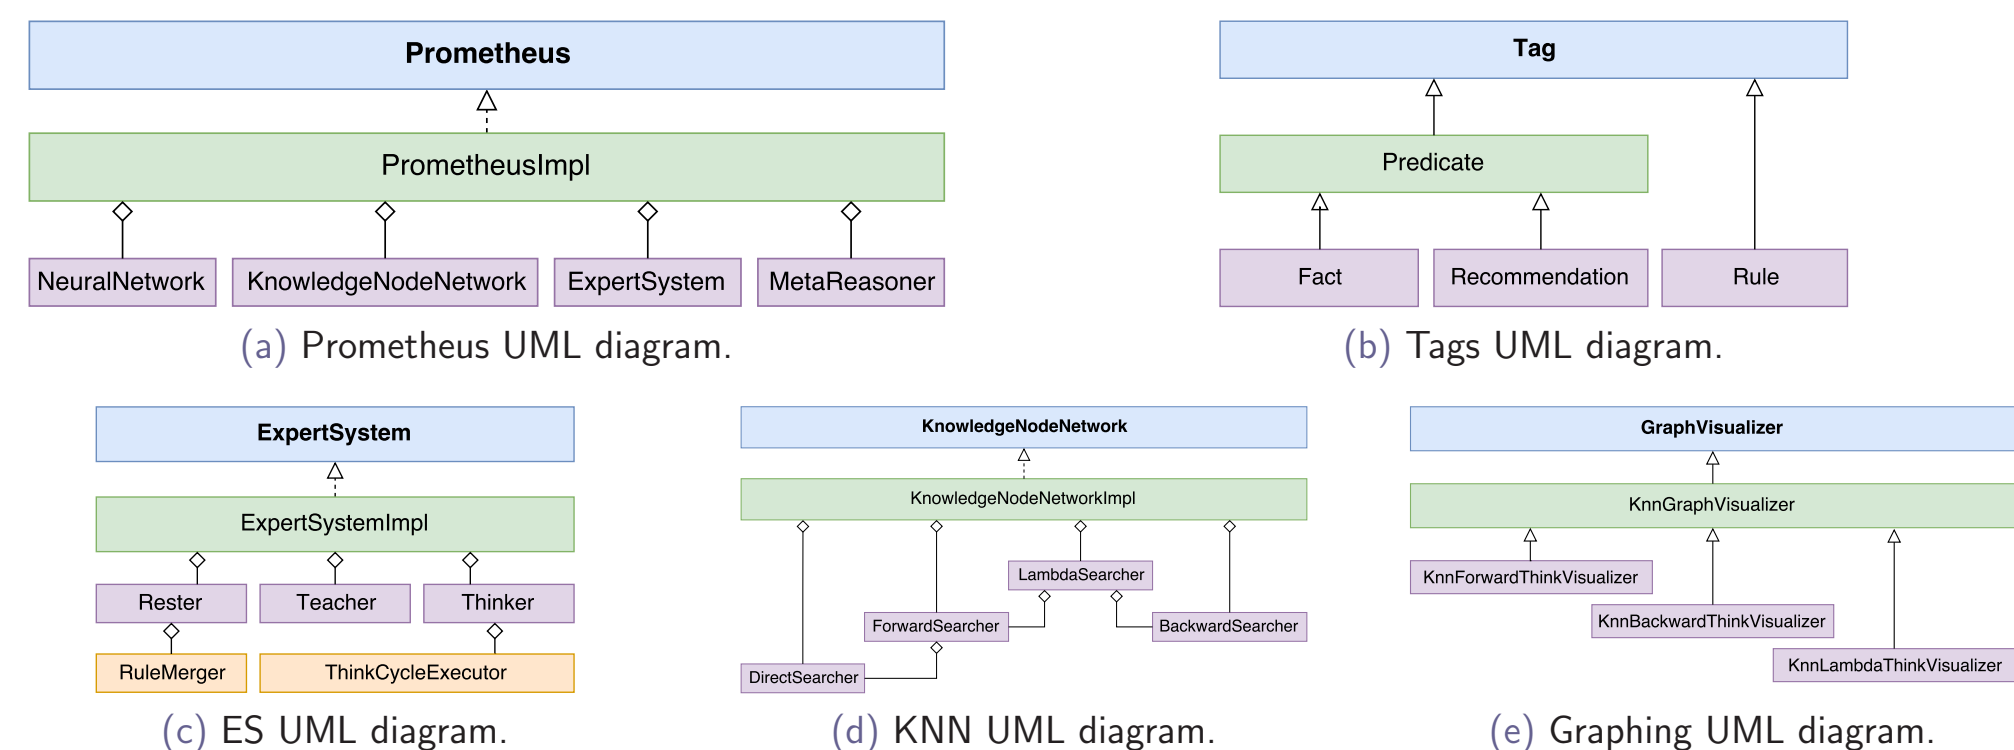 Prometheus
PrometheusImpl
NeuralNetwork
KnowledgeNodeNetwork
ExpertSystem
MetaReasoner
(a) Prometheus UML diagram.
Tag
Predicate
Fact
Recommendation
Rule
(b) Tags UML diagram.
ExpertSystem
ExpertSystemImpl
Rester
Teacher
Thinker
RuleMerger
ThinkCycleExecutor
(c) ES UML diagram.
KnowledgeNodeNetwork
KnowledgeNodeNetworkImpl
LambdaSearcher
ForwardSearcher
BackwardSearcher
DirectSearcher
(d) KNN UML diagram.
GraphVisualizer
KnnGraphVisualizer
KnnForwardThinkVisualizer
KnnBackwardThinkVisualizer
KnnLambdaThinkVisualizer
(e) Graphing UML diagram.